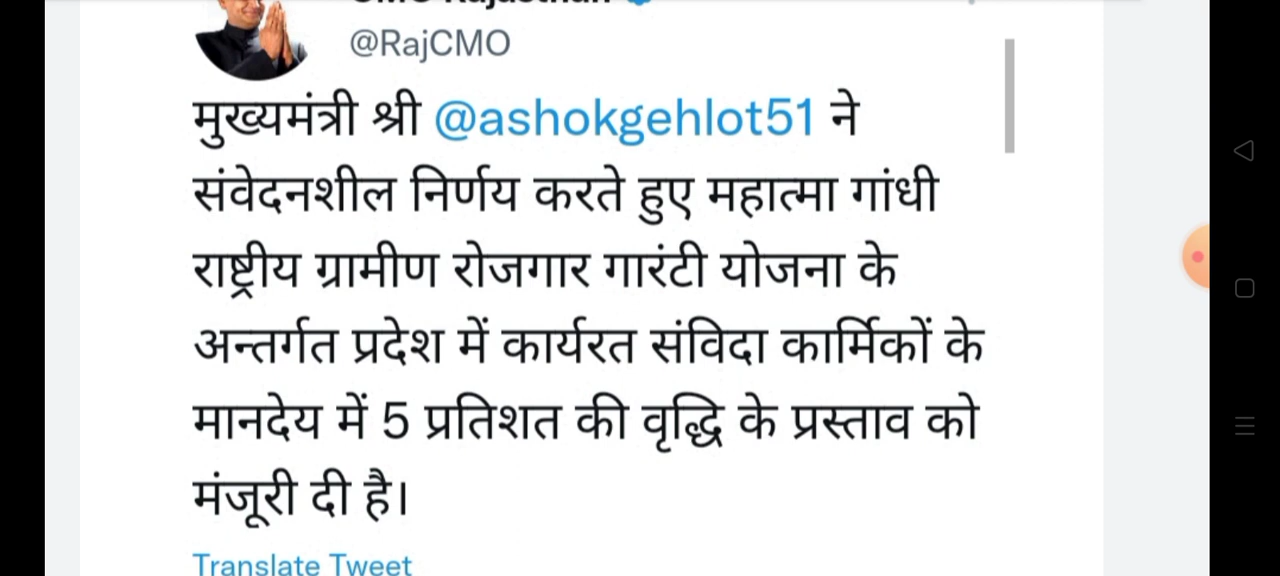 @RajCMO
मुख्यमंत्री श्री @ashokgehlot51 ने
संवेदनशील निर्णय करते हुए महात्मा गांधी
राष्ट्रीय ग्रामीण रोजगार गारंटी योजना के
अन्तर्गत प्रदेश में कार्यरत संविदा कार्मिकों के
मानदेय में 5 प्रतिशत की वृद्धि के प्रस्ताव को
मंजूरी दी है।
Translate Tweet